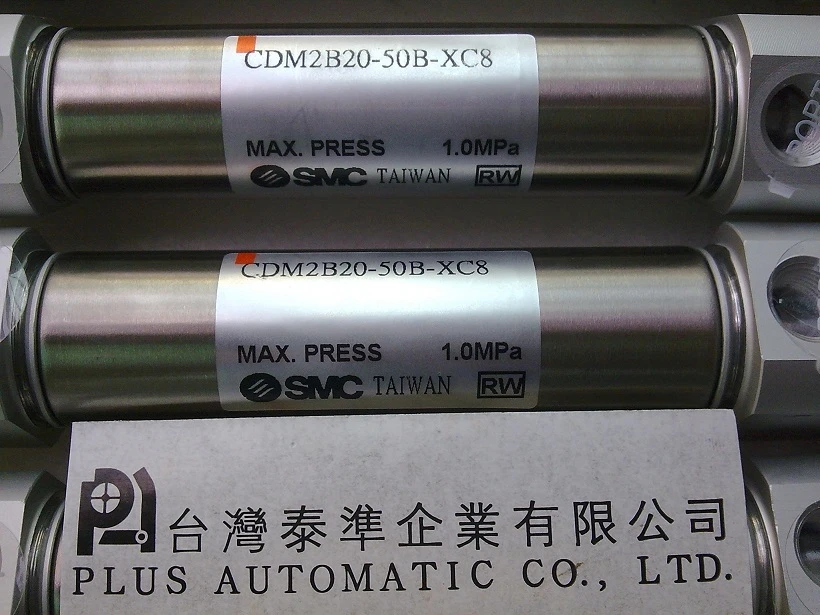 CDM2B20-50B-XC8
MAX. PRESS 1.0MPa
SMC TAIWAN RW
PORT
CDM2B20-50B-XC8
MAX. PRESS 1.0MPa
SMC TAIWAN RW
台灣泰準企業有限公司
PLUS AUTOMATIC CO., LTD.